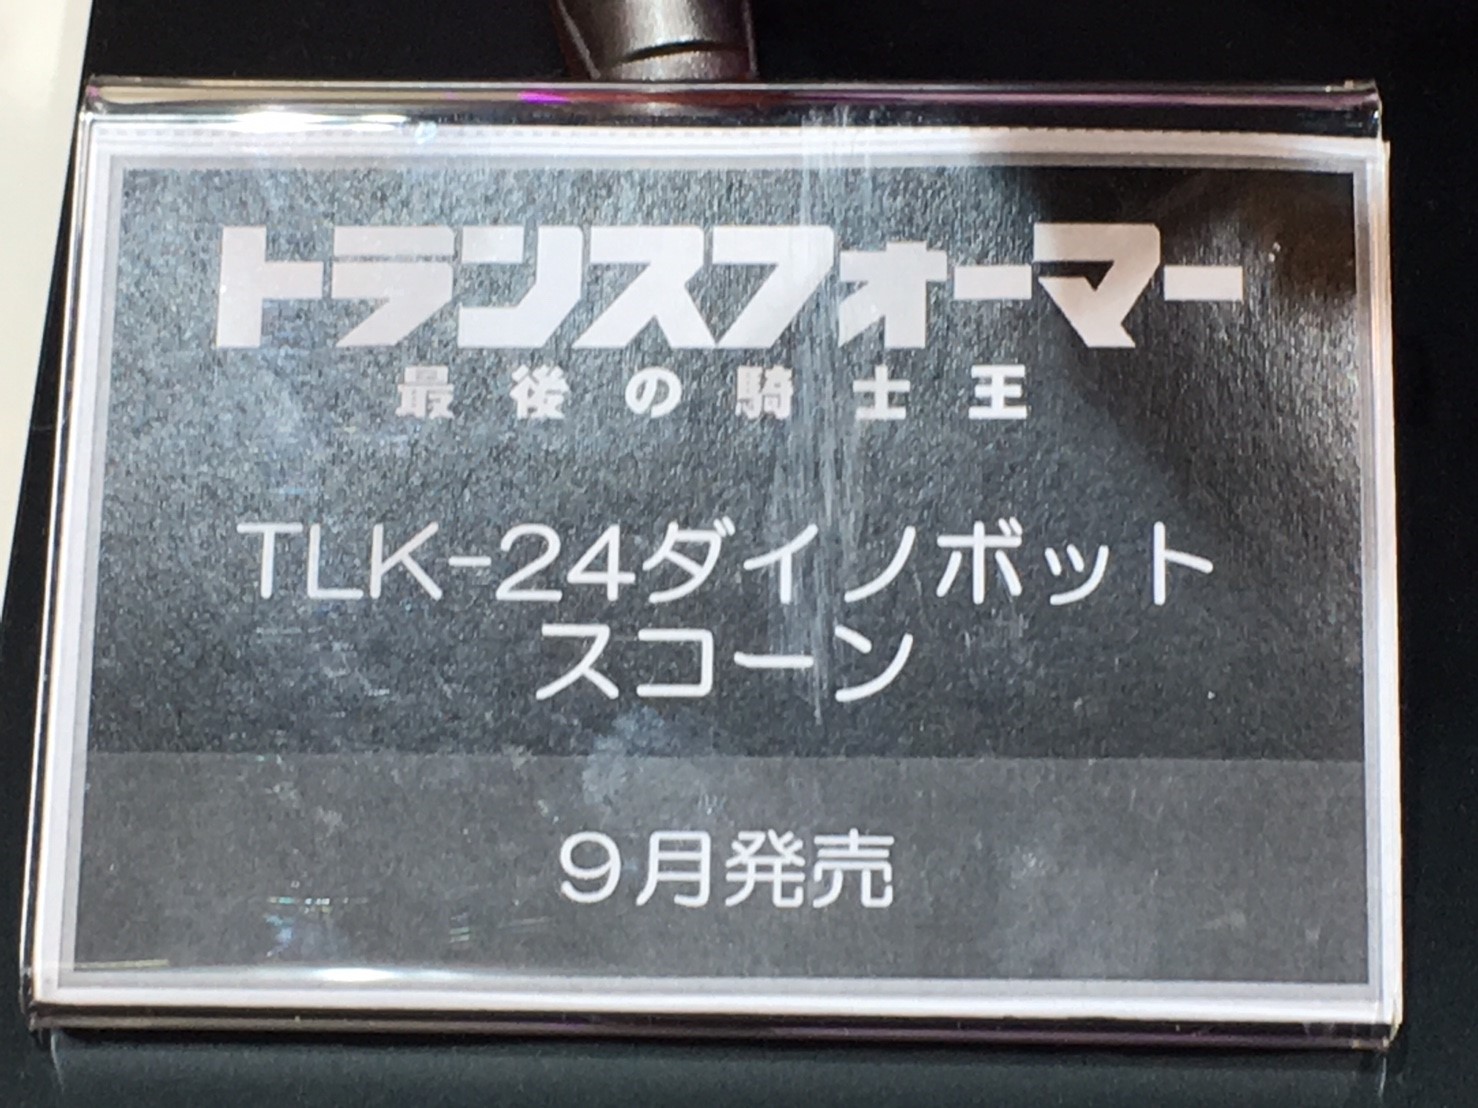 トランスフォーマー
最後の騎士王
TLK-24ダイノボット
スコーン
9月発売